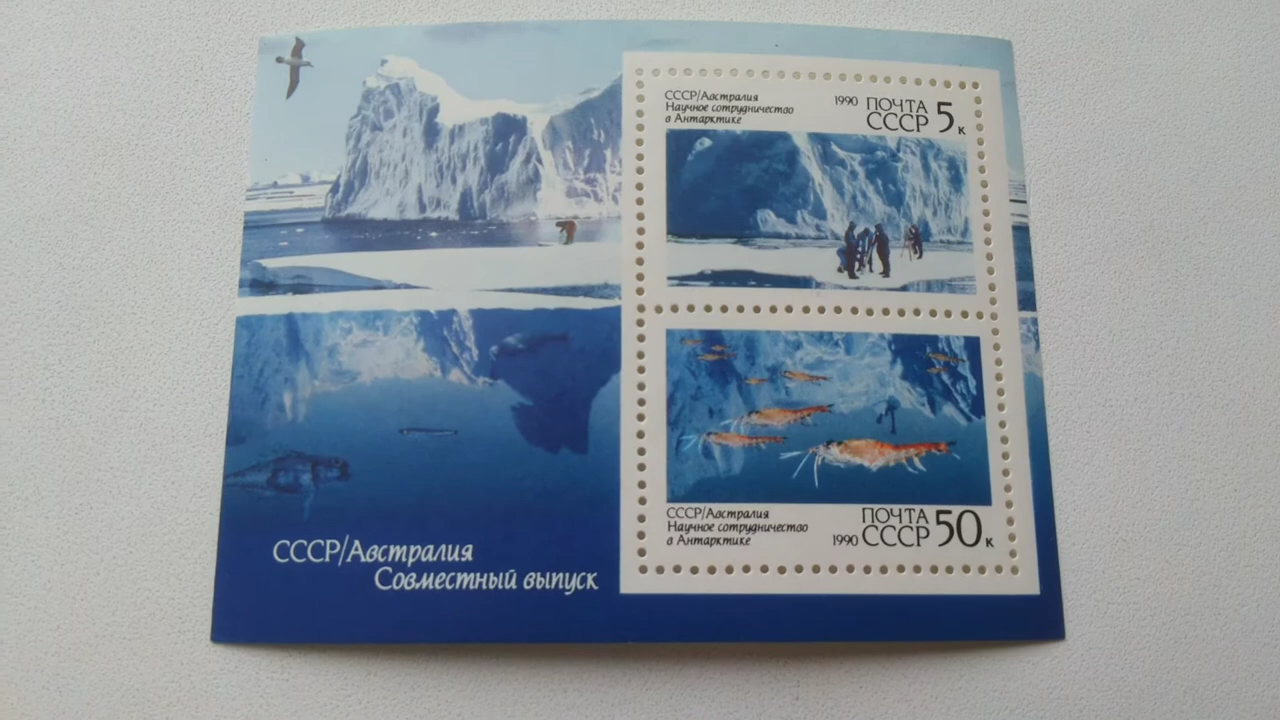 СССР/Австралия
Научное сотрудничество
в Антарктике
1990 ПОЧТА
СССР 5к
СССР/Австралия
Научное сотрудничество
в Антарктике
1990 ПОЧТА
СССР 50к
СССР/Австралия
Совместный выпуск